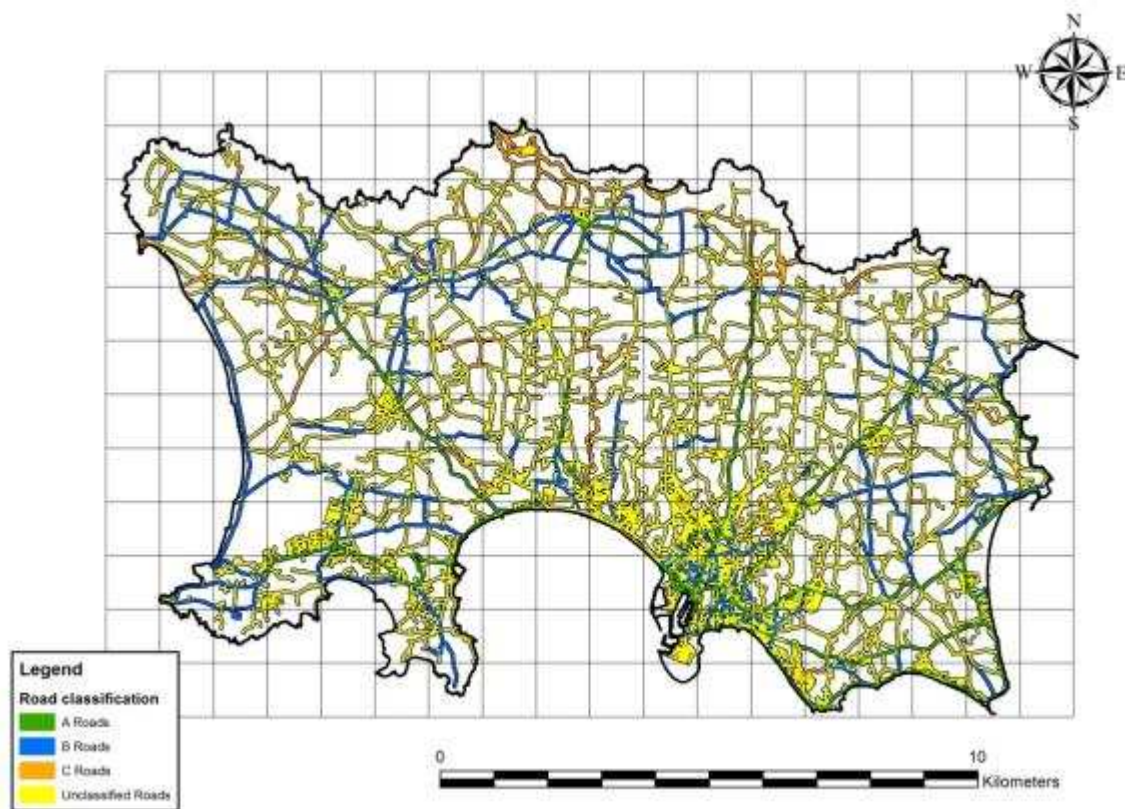 N
W E
S
Legend
Road classification
A Roads
B Roads
C Roads
Unclassified Roads
0 10
Kilometers